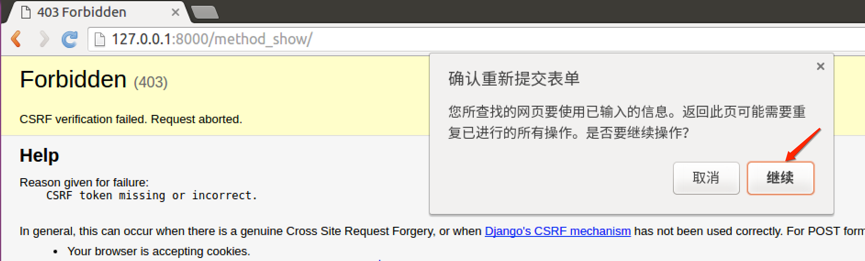 403 Forbidden
127.0.0.1:8000/method_show/
Forbidden (403)
CSRF verification failed. Request aborted.
确认重新提交表单
您所查找的网页要使用已输入的信息。返回此页可能需要重
复已进行的所有操作。是否要继续操作？
取消
继续
Help
Reason given for failure:
CSRF token missing or incorrect.
In general, this can occur when there is a genuine Cross Site Request Forgery, or when Django's CSRF mechanism has not been used correctly. For POST form
Your browser is accepting cookies.